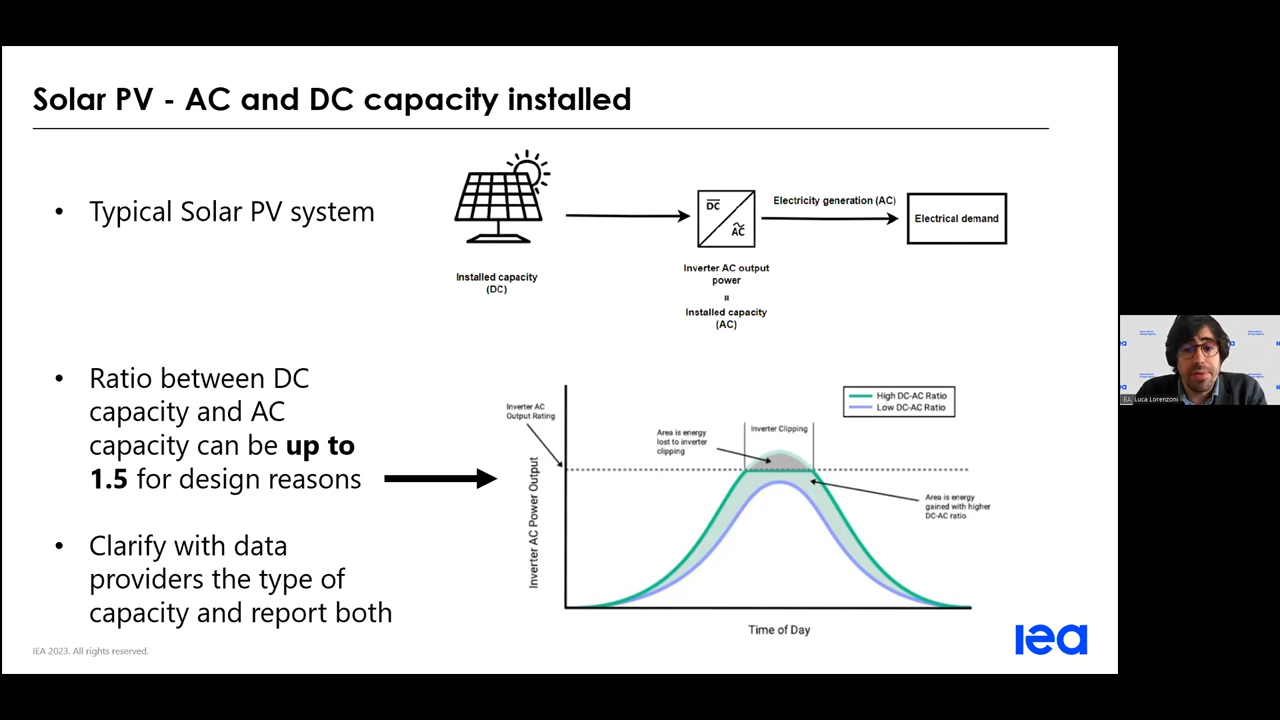 Solar PV - AC and DC capacity installed
• Typical Solar PV system
Installed capacity
(DC)
DC
AC
Inverter AC output
power
=
Installed capacity
(AC)
Electricity generation (AC)
Electrical demand
• Ratio between DC
capacity and AC
capacity can be up to
1.5 for design reasons
• Clarify with data
providers the type of
capacity and report both
Inverter AC
Output Rating
Area is energy
lost to inverter
clipping
Inverter Clipping
High DC-AC Ratio
Low DC-AC Ratio
Area is energy
gained with higher
DC-AC ratio
Inverter AC Power Output
Time of Day
IEA 2023. All rights reserved.
iea
IEA, Luca Lorenzoni